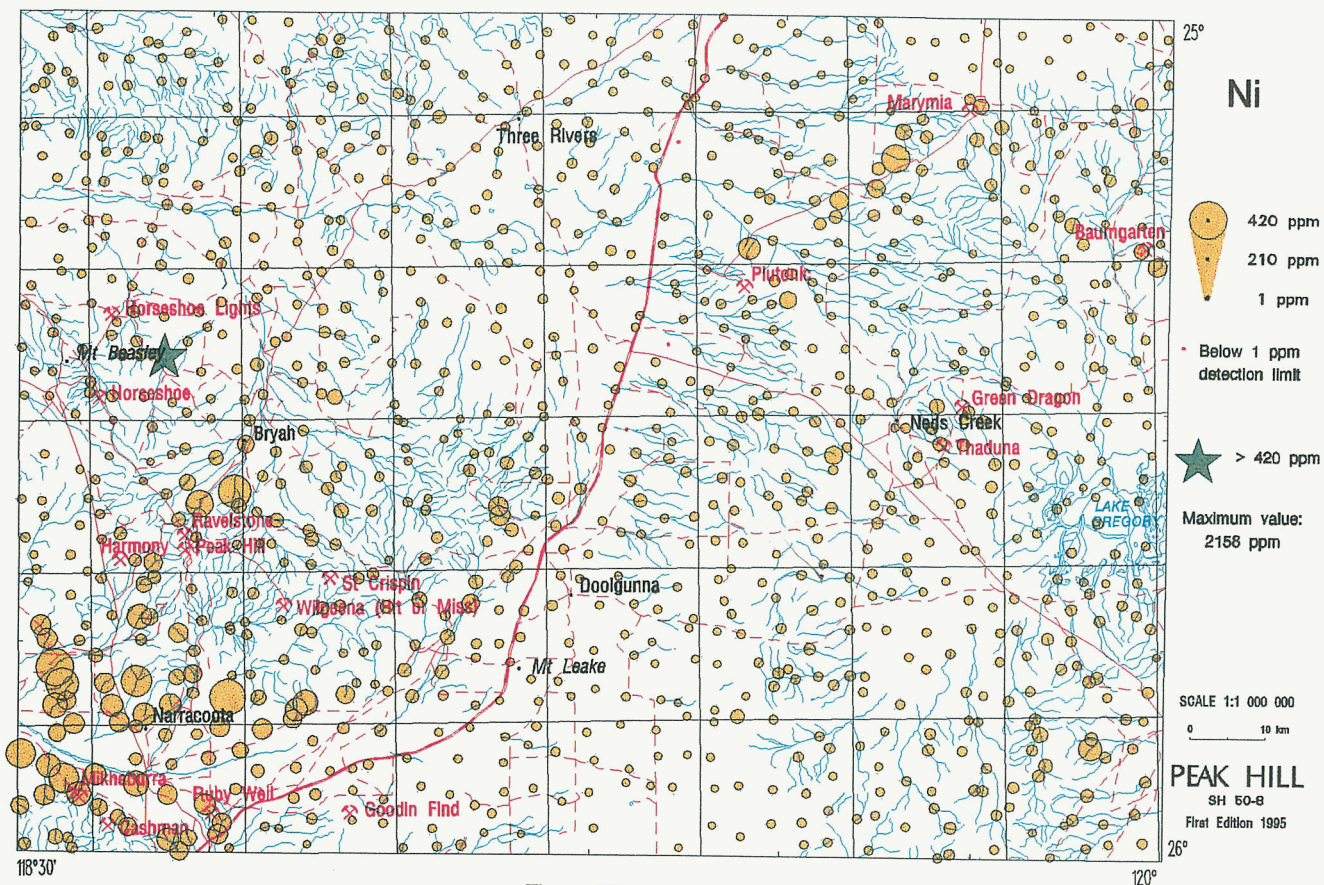 25°
Ni
Marymia
Three Rivers
420 ppm
Baumgarten
210 ppm
Plutonic
1 ppm
Horseshoe Lights
Mt Beasley
Below 1 ppm
detection limit
Horseshoe
Green Dragon
Bryah
Neds Creek
Thaduna
> 420 ppm
LAKE
GREGORY
Ravelstone
Maximum value:
2158 ppm
Harmony
Peak Hill
St Crispin
Doolgunna
Wilgeena (Hit or Miss)
Mt Leake
SCALE 1:1 000 000
Narracoota
0 10 km
PEAK HILL
SH 50-8
First Edition 1995
Mikhaburra
Ruby Well
Goodin Find
Cashman
26°
118°30'
120°